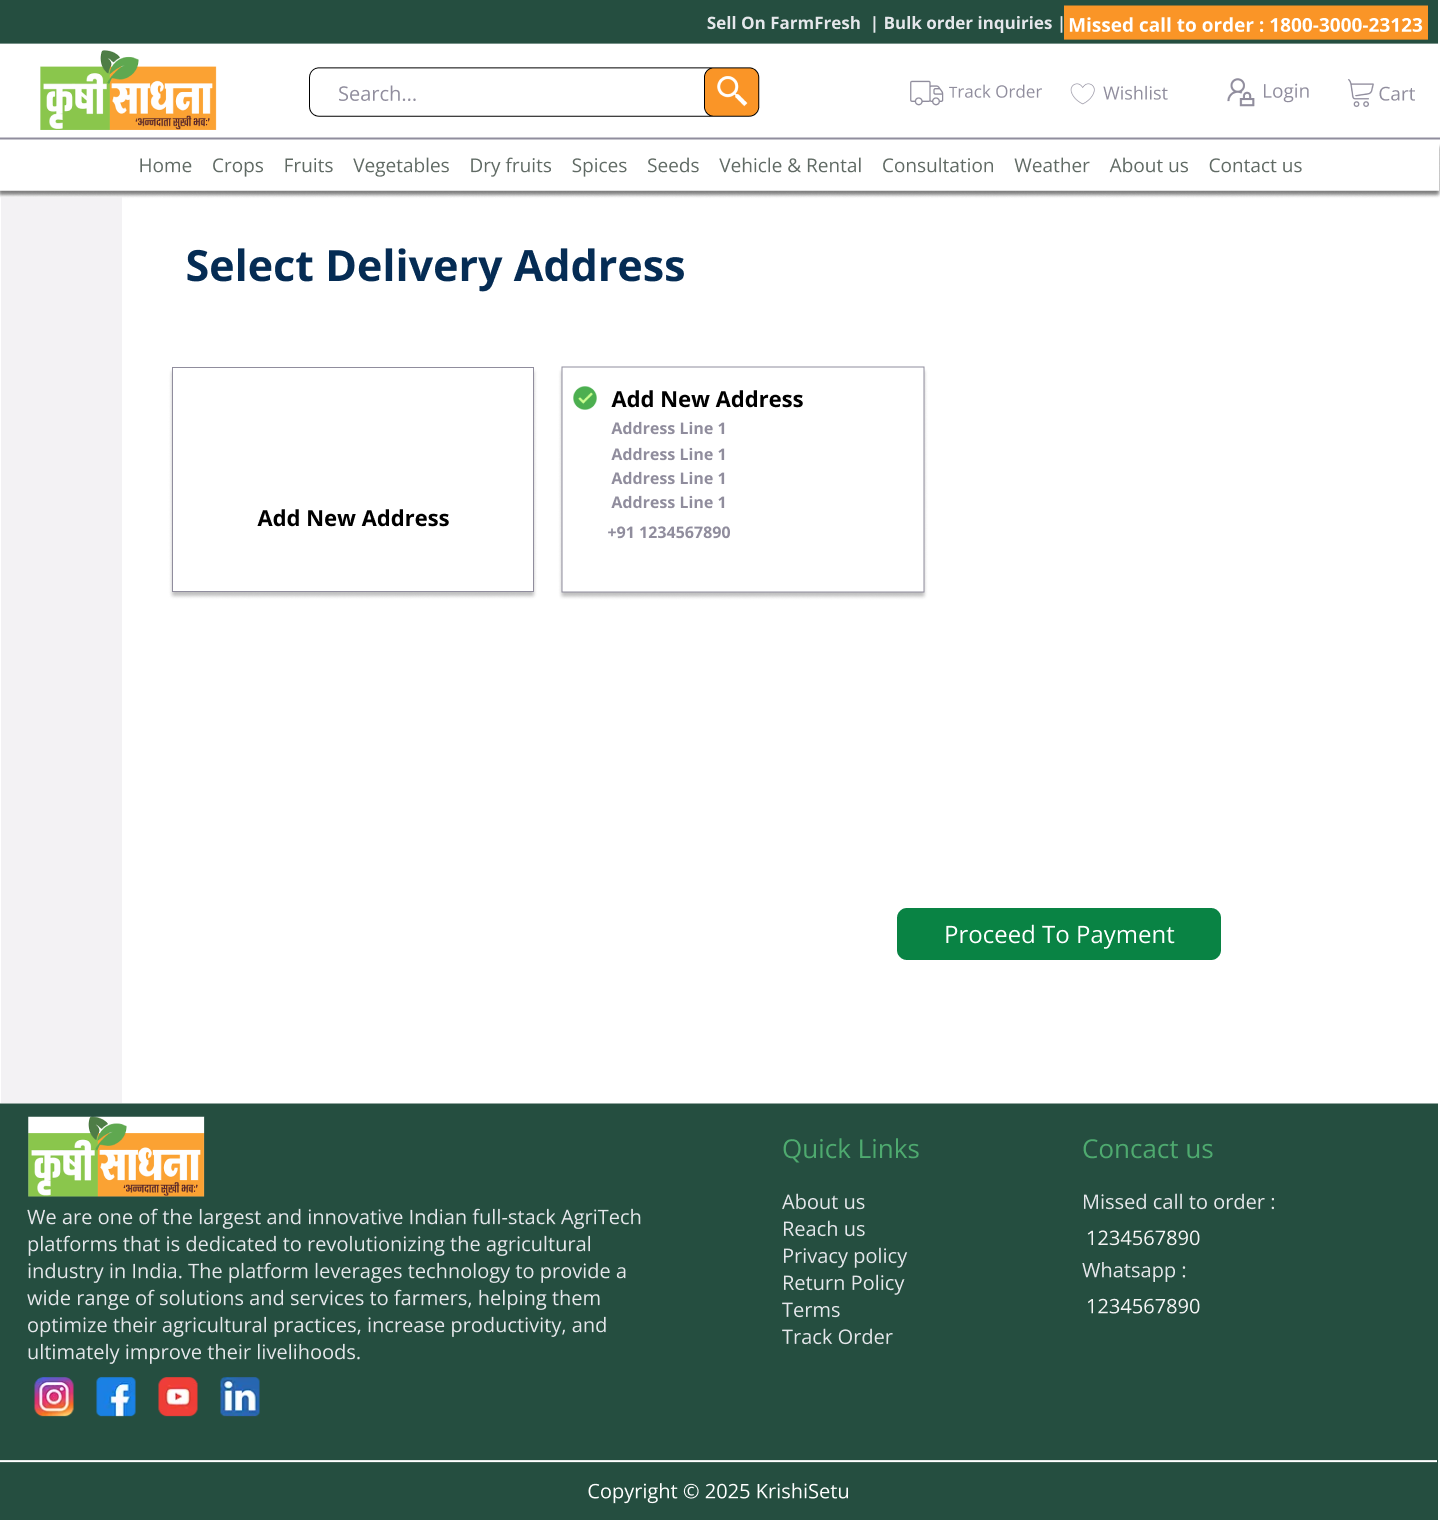 Sell On FarmFresh | Bulk order inquiries | Missed call to order : 1800-3000-23123
कृषी साधना
'अन्नदाता सुखी भवः'
Search...
Track Order
Wishlist
Login
Cart
Home Crops Fruits Vegetables Dry fruits Spices Seeds Vehicle & Rental Consultation Weather About us Contact us
Select Delivery Address
Add New Address
Add New Address
Address Line 1
Address Line 1
Address Line 1
Address Line 1
+91 1234567890
Proceed To Payment
कृषी साधना
'अन्नदाता सुखी भवः'
We are one of the largest and innovative Indian full-stack AgriTech
platforms that is dedicated to revolutionizing the agricultural
industry in India. The platform leverages technology to provide a
wide range of solutions and services to farmers, helping them
optimize their agricultural practices, increase productivity, and
ultimately improve their livelihoods.
Quick Links
About us
Reach us
Privacy policy
Return Policy
Terms
Track Order
Concact us
Missed call to order :
1234567890
Whatsapp :
1234567890
Copyright © 2025 KrishiSetu